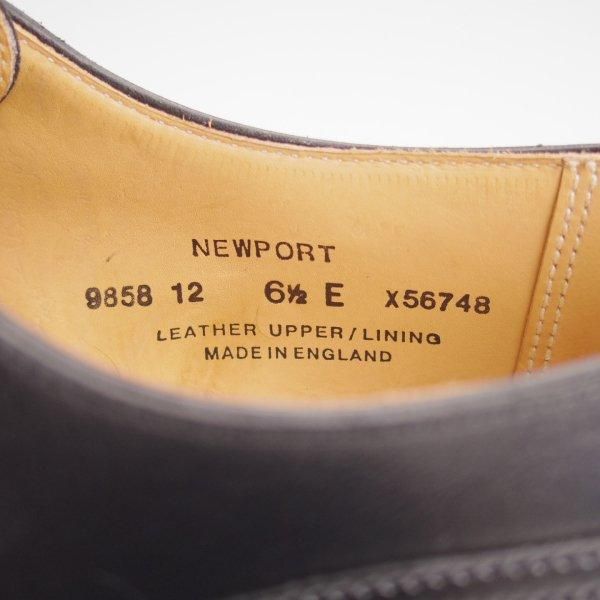 NEWPORT
9858 12 6½ E X56748
LEATHER UPPER/LINING
MADE IN ENGLAND